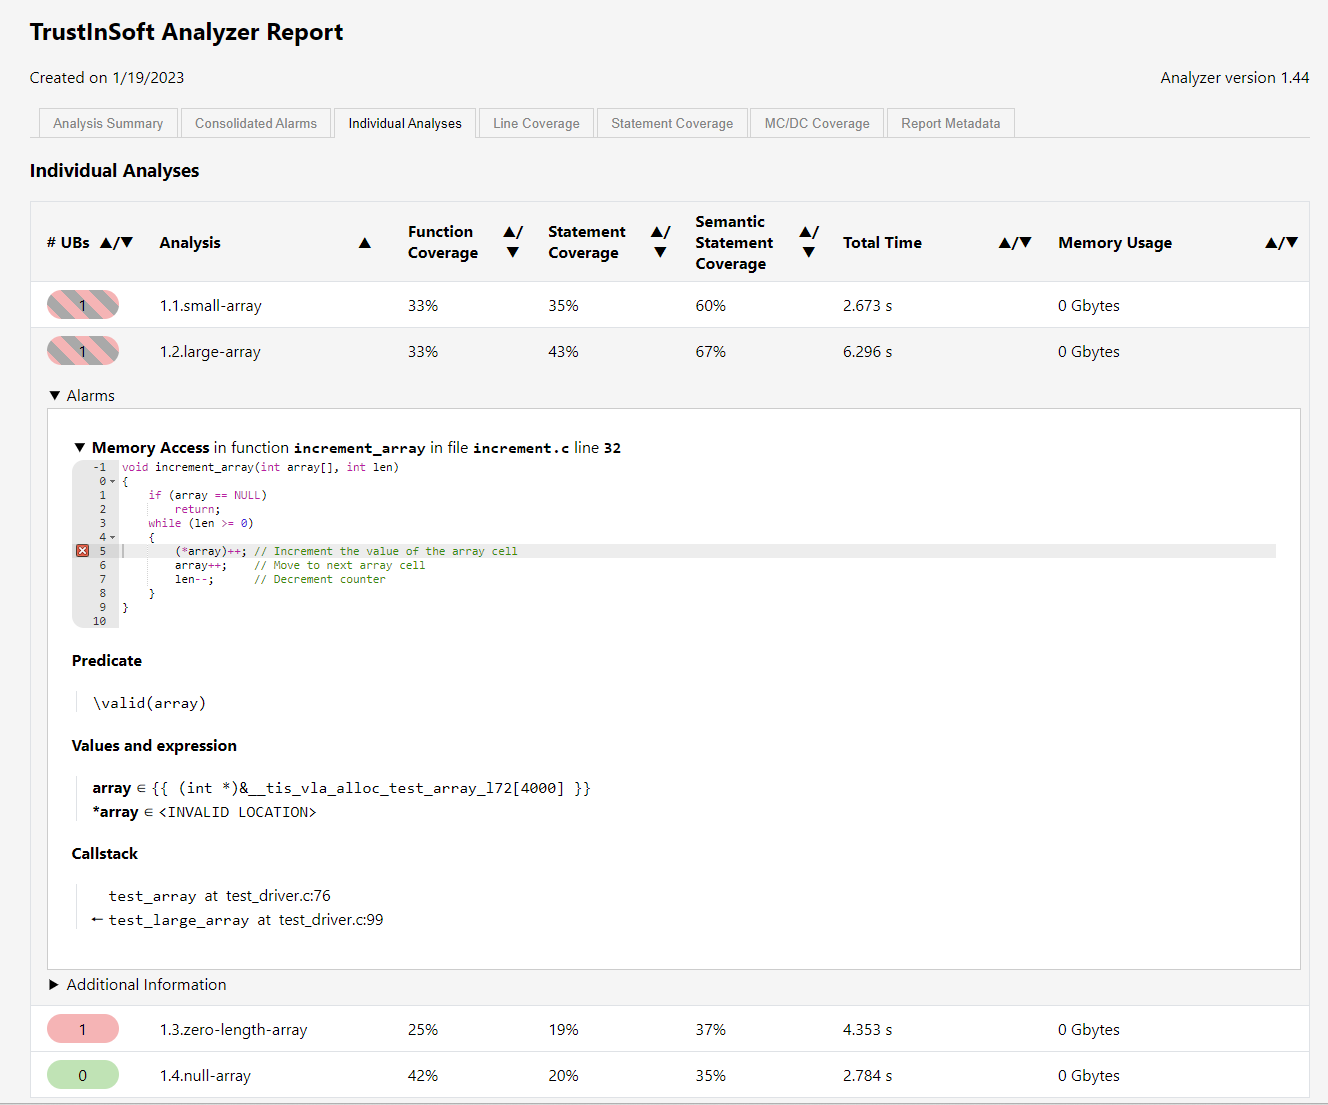 TrustInSoft Analyzer Report
Created on 1/19/2023
Analyzer version 1.44
Analysis Summary
Consolidated Alarms
Individual Analyses
Line Coverage
Statement Coverage
MC/DC Coverage
Report Metadata
Individual Analyses
# UBs ▲/▼ Analysis ▲ Function Coverage ▲/▼ Statement Coverage ▲/▼ Semantic Statement Coverage ▲/▼ Total Time ▲/▼ Memory Usage ▲/▼
1 1.1.small-array 33% 35% 60% 2.673 s 0 Gbytes
1 1.2.large-array 33% 43% 67% 6.296 s 0 Gbytes
▼ Alarms
▼ Memory Access in function increment_array in file increment.c line 32
-1 void increment_array(int array[], int len)
0 {
1 if (array == NULL)
2 return;
3 while (len >= 0)
4 {
5 (*array)++; // Increment the value of the array cell
6 array++; // Move to next array cell
7 len--; // Decrement counter
8 }
9 }
10
Predicate
\valid(array)
Values and expression
array ∈ {{ (int *)&__tis_vla_alloc_test_array_l72[4000] }}
*array ∈ <INVALID LOCATION>
Callstack
test_array at test_driver.c:76
← test_large_array at test_driver.c:99
▶ Additional Information
1 1.3.zero-length-array 25% 19% 37% 4.353 s 0 Gbytes
0 1.4.null-array 42% 20% 35% 2.784 s 0 Gbytes